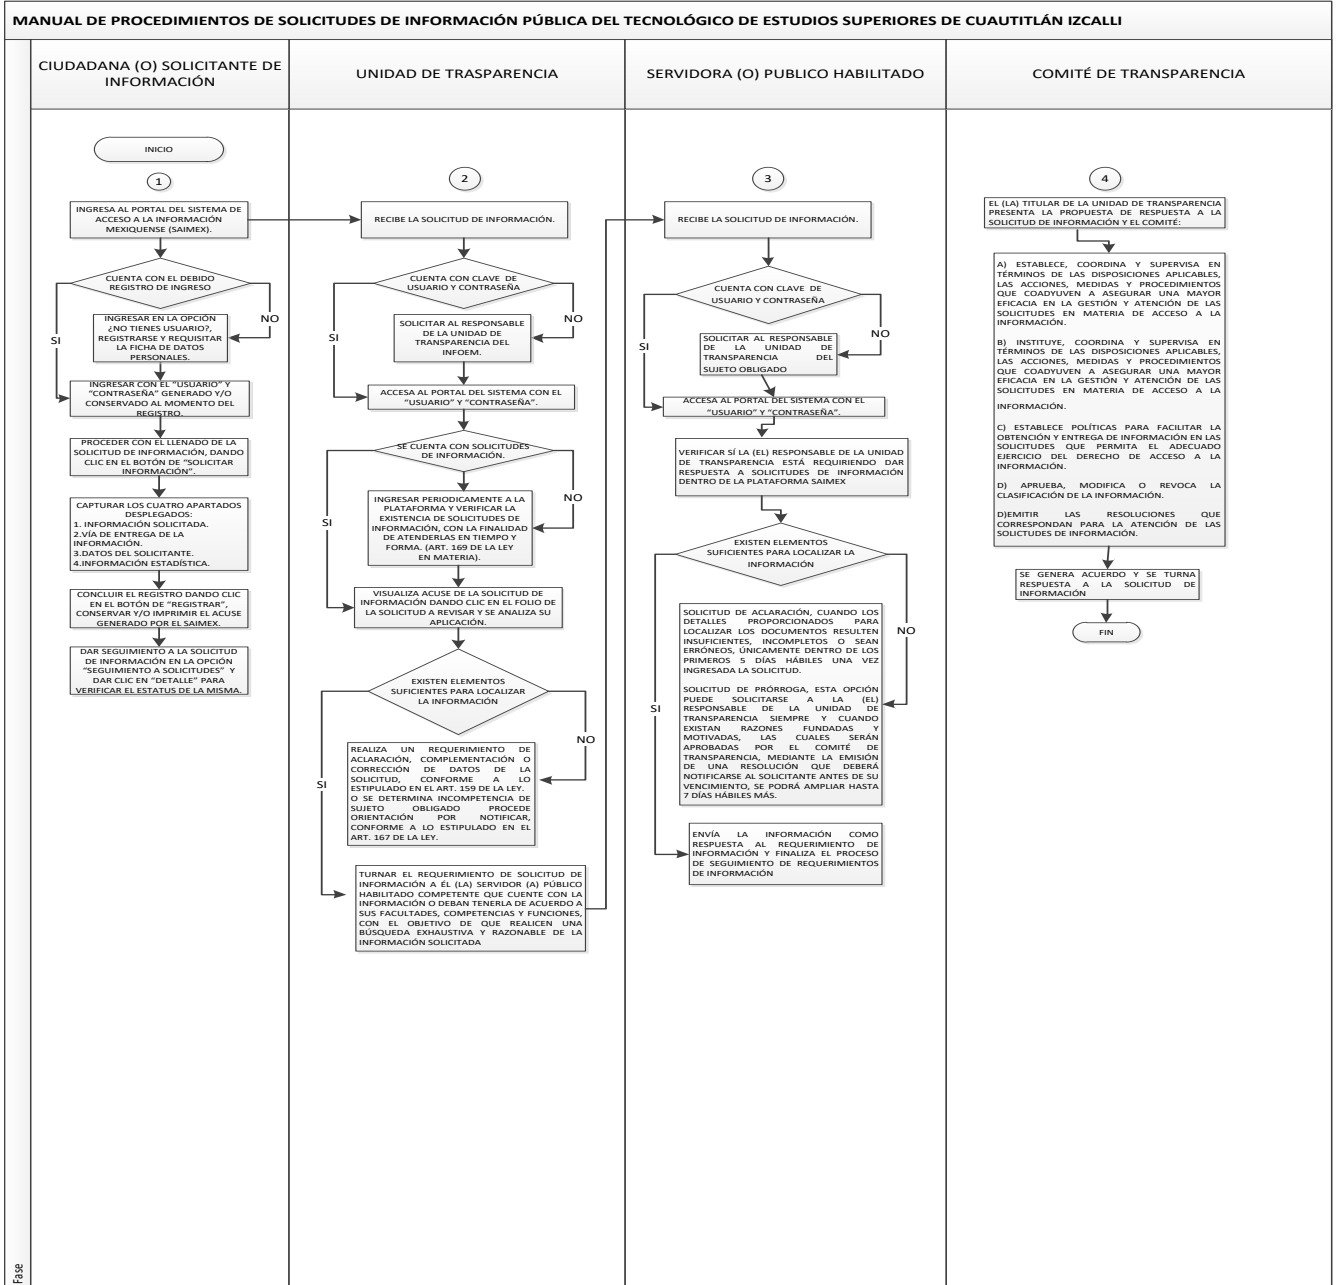 MANUAL DE PROCEDIMIENTOS DE SOLICITUDES DE INFORMACIÓN PÚBLICA DEL TECNOLÓGICO DE ESTUDIOS SUPERIORES DE CUAUTITLÁN IZCALLI
CIUDADANA (O) SOLICITANTE DE
INFORMACIÓN
INICIO
1
INGRESA AL PORTAL DEL SISTEMA DE
ACCESO A LA INFORMACIÓN
MEXIQUENSE (SAIMEX).
CUENTA CON EL DEBIDO
REGISTRO DE INGRESO
SI
NO
INGRESAR EN LA OPCIÓN
¿NO TIENES USUARIO?,
REGISTRARSE Y REQUISITAR
LA FICHA DE DATOS
PERSONALES.
INGRESAR CON EL "USUARIO" Y
"CONTRASEÑA" GENERADO Y/O
CONSERVADO AL MOMENTO DEL
REGISTRO.
PROCEDER CON EL LLENADO DE LA
SOLICITUD DE INFORMACIÓN, DANDO
CLIC EN EL BOTÓN DE "SOLICITAR
INFORMACIÓN".
CAPTURAR LOS CUATRO APARTADOS
DESPLEGADOS:
1. INFORMACIÓN SOLICITADA.
2.VÍA DE ENTREGA DE LA
INFORMACIÓN.
3.DATOS DEL SOLICITANTE.
4.INFORMACIÓN ESTADÍSTICA.
CONCLUIR EL REGISTRO DANDO CLIC
EN EL BOTÓN DE "REGISTRAR",
CONSERVAR Y/O IMPRIMIR EL ACUSE
GENERADO POR EL SAIMEX.
DAR SEGUIMIENTO A LA SOLICITUD
DE INFORMACIÓN EN LA OPCIÓN
"SEGUIMIENTO A SOLICITUDES" Y
DAR CLIC EN "DETALLE" PARA
VERIFICAR EL ESTATUS DE LA MISMA.
UNIDAD DE TRASPARENCIA
2
RECIBE LA SOLICITUD DE INFORMACIÓN.
CUENTA CON CLAVE DE
USUARIO Y CONTRASEÑA
SI
NO
SOLICITAR AL RESPONSABLE
DE LA UNIDAD DE
TRANSPARENCIA DEL
INFOEM.
ACCESA AL PORTAL DEL SISTEMA CON EL
"USUARIO" Y "CONTRASEÑA".
SE CUENTA CON SOLICITUDES
DE INFORMACIÓN.
SI
NO
INGRESAR PERIODICAMENTE A LA
PLATAFORMA Y VERIFICAR LA
EXISTENCIA DE SOLICITUDES DE
INFORMACIÓN, CON LA FINALIDAD
DE ATENDERLAS EN TIEMPO Y
FORMA. (ART. 169 DE LA LEY
EN MATERIA).
VISUALIZA ACUSE DE LA SOLICITUD DE
INFORMACIÓN DANDO CLIC EN EL FOLIO DE
LA SOLICITUD A REVISAR Y SE ANALIZA SU
APLICACIÓN.
EXISTEN ELEMENTOS
SUFICIENTES PARA LOCALIZAR
LA INFORMACIÓN
SI
NO
REALIZA UN REQUERIMIENTO DE
ACLARACIÓN, COMPLEMENTACIÓN O
CORRECCIÓN DE DATOS DE LA
SOLICITUD, CONFORME A LO
ESTIPULADO EN EL ART. 159 DE LA LEY.
O SE DETERMINA INCOMPETENCIA DE
SUJETO OBLIGADO PROCEDE
ORIENTACIÓN POR NOTIFICAR,
CONFORME A LO ESTIPULADO EN EL
ART. 167 DE LA LEY.
TURNAR EL REQUERIMIENTO DE SOLICITUD DE
INFORMACIÓN A ÉL (LA) SERVIDOR (A) PÚBLICO
HABILITADO COMPETENTE QUE CUENTE CON LA
INFORMACIÓN O DEBAN TENERLA DE ACUERDO A
SUS FACULTADES, COMPETENCIAS Y FUNCIONES,
CON EL OBJETIVO DE QUE REALICEN UNA
BÚSQUEDA EXHAUSTIVA Y RAZONABLE DE LA
INFORMACIÓN SOLICITADA
SERVIDORA (O) PUBLICO HABILITADO
3
RECIBE LA SOLICITUD DE INFORMACIÓN.
CUENTA CON CLAVE DE
USUARIO Y CONTRASEÑA
SI
NO
SOLICITAR AL RESPONSABLE
DE LA UNIDAD DE
TRANSPARENCIA DEL
SUJETO OBLIGADO
ACCESA AL PORTAL DEL SISTEMA CON EL
"USUARIO" Y "CONTRASEÑA".
VERIFICAR SÍ LA (EL) RESPONSABLE DE LA UNIDAD
DE TRANSPARENCIA ESTÁ REQUIRIENDO DAR
RESPUESTA A SOLICITUDES DE INFORMACIÓN
DENTRO DE LA PLATAFORMA SAIMEX
EXISTEN ELEMENTOS
SUFICIENTES PARA LOCALIZAR LA
INFORMACIÓN
SI
NO
SOLICITUD DE ACLARACIÓN, CUANDO LOS
DETALLES PROPORCIONADOS PARA
LOCALIZAR LOS DOCUMENTOS RESULTEN
INSUFICIENTES, INCOMPLETOS O SEAN
ERRÓNEOS, ÚNICAMENTE DENTRO DE LOS
PRIMEROS 5 DÍAS HÁBILES UNA VEZ
INGRESADA LA SOLICITUD.
SOLICITUD DE PRÓRROGA, ESTA OPCIÓN
PUEDE SOLICITARSE A LA (EL)
RESPONSABLE DE LA UNIDAD DE
TRANSPARENCIA SIEMPRE Y CUANDO
EXISTAN RAZONES FUNDADAS Y
MOTIVADAS, LAS CUALES SERÁN
APROBADAS POR EL COMITÉ DE
TRANSPARENCIA, MEDIANTE LA EMISIÓN
DE UNA RESOLUCIÓN QUE DEBERÁ
NOTIFICARSE AL SOLICITANTE ANTES DE SU
VENCIMIENTO, SE PODRÁ AMPLIAR HASTA
7 DÍAS HÁBILES MÁS.
ENVÍA LA INFORMACIÓN COMO
RESPUESTA AL REQUERIMIENTO DE
INFORMACIÓN Y FINALIZA EL PROCESO
DE SEGUIMIENTO DE REQUERIMIENTOS
DE INFORMACIÓN
COMITÉ DE TRANSPARENCIA
4
EL (LA) TITULAR DE LA UNIDAD DE TRANSPARENCIA
PRESENTA LA PROPUESTA DE RESPUESTA A LA
SOLICITUD DE INFORMACIÓN Y EL COMITÉ:
A) ESTABLECE, COORDINA Y SUPERVISA EN
TÉRMINOS DE LAS DISPOSICIONES APLICABLES,
LAS ACCIONES, MEDIDAS Y PROCEDIMIENTOS
QUE COADYUVEN A ASEGURAR UNA MAYOR
EFICACIA EN LA GESTIÓN Y ATENCIÓN DE LAS
SOLICITUDES EN MATERIA DE ACCESO A LA
INFORMACIÓN.
B) INSTITUYE, COORDINA Y SUPERVISA EN
TÉRMINOS DE LAS DISPOSICIONES APLICABLES,
LAS ACCIONES, MEDIDAS Y PROCEDIMIENTOS
QUE COADYUVEN A ASEGURAR UNA MAYOR
EFICACIA EN LA GESTIÓN Y ATENCIÓN DE LAS
SOLICITUDES EN MATERIA DE ACCESO A LA
INFORMACIÓN.
C) ESTABLECE POLÍTICAS PARA FACILITAR LA
OBTENCIÓN Y ENTREGA DE INFORMACIÓN EN LAS
SOLICITUDES QUE PERMITA EL ADECUADO
EJERCICIO DEL DERECHO DE ACCESO A LA
INFORMACIÓN.
D) APRUEBA, MODIFICA O REVOCA LA
CLASIFICACIÓN DE LA INFORMACIÓN.
D)EMITIR LAS RESOLUCIONES QUE
CORRESPONDAN PARA LA ATENCIÓN DE LAS
SOLICTUDES DE INFORMACIÓN.
SE GENERA ACUERDO Y SE TURNA
RESPUESTA A LA SOLICITUD DE
INFORMACIÓN
FIN
Fase